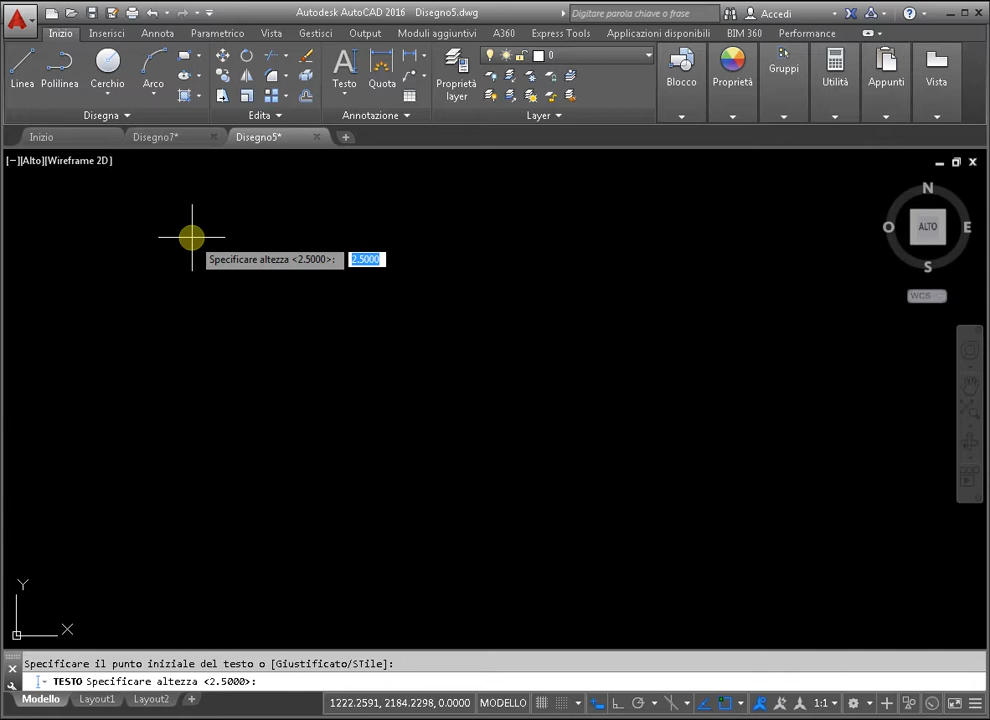 Autodesk AutoCAD 2016 Disegno5.dwg
Digitare parola chiave o frase
Accedi
Inizio Inserisci Annota Parametrico Vista Gestisci Output Moduli aggiuntivi A360 Express Tools Applicazioni disponibili BIM 360 Performance
0
Linea Polilinea Cerchio Arco
A
Testo Quota
Proprietà
layer
Blocco Proprietà Gruppi Utilità Appunti Vista
Disegna Edita Annotazione Layer
Inizio Disegno7* Disegno5*
[−][Alto][Wireframe 2D]
N
O ALTO E
S
WCS
Specificare altezza <2.5000>: 2.5000
Y
X
Specificare il punto iniziale del testo o [Giustificato/STile]:
TESTO Specificare altezza <2.5000>:
Modello Layout1 Layout2 +
1222.2591, 2184.2298, 0.0000 MODELLO 1:1